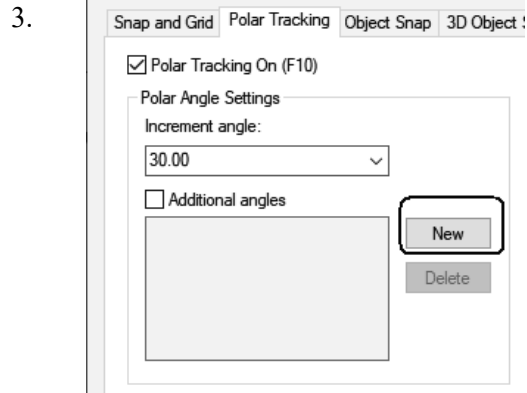 3.
Snap and Grid Polar Tracking Object Snap 3D Object
Polar Tracking On (F10)
Polar Angle Settings
Increment angle:
30.00
Additional angles
New
Delete